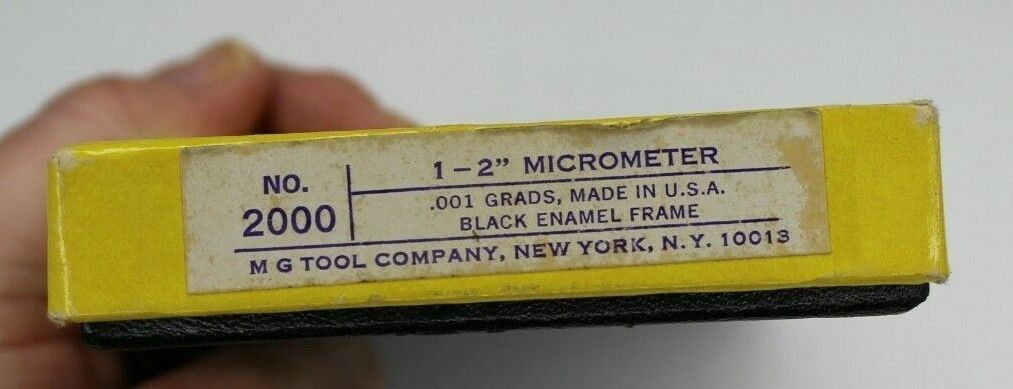 NO.
2000
1–2" MICROMETER
.001 GRADS, MADE IN U.S.A.
BLACK ENAMEL FRAME
M G TOOL COMPANY, NEW YORK, N.Y. 10013